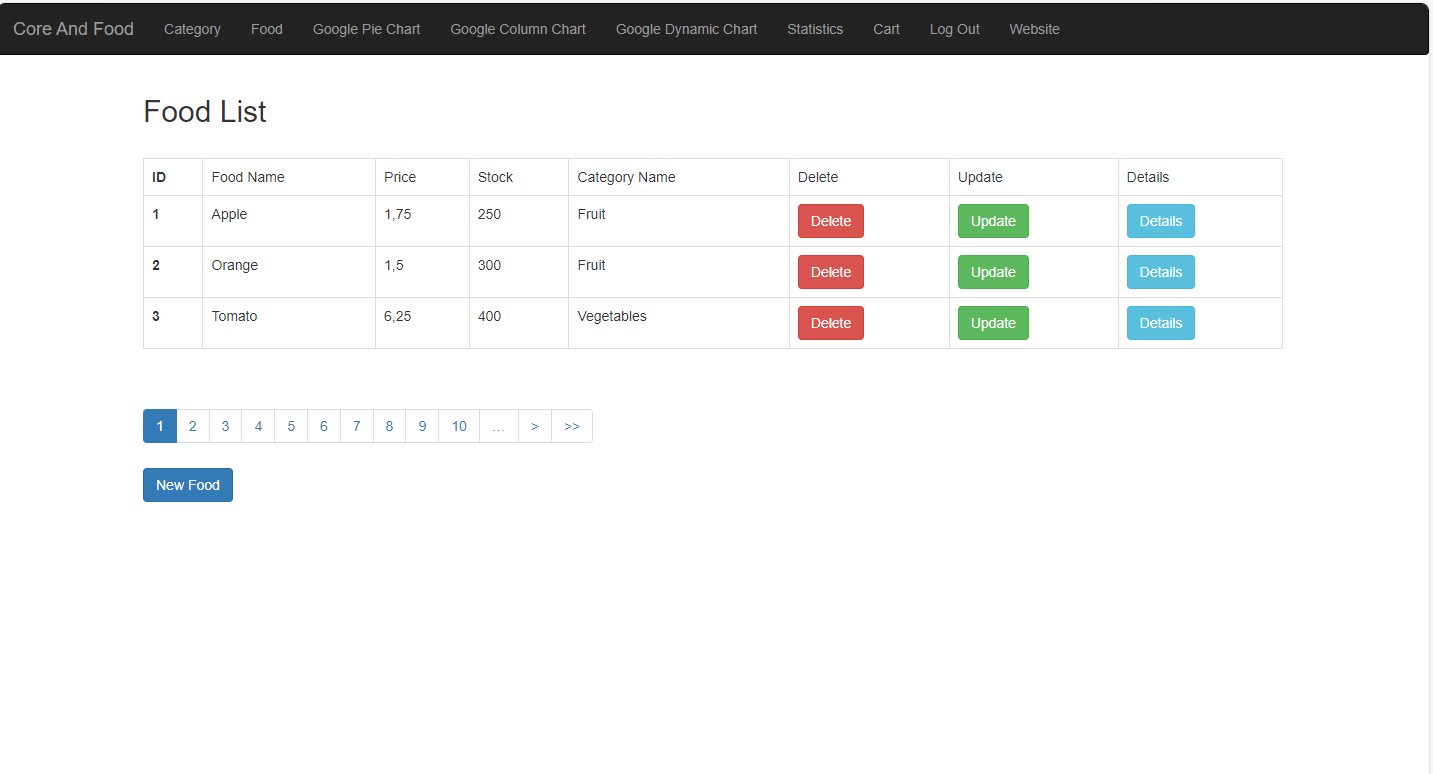 Core And Food Category Food Google Pie Chart Google Column Chart Google Dynamic Chart Statistics Cart Log Out Website
Food List
ID Food Name Price Stock Category Name Delete Update Details
1 Apple 1,75 250 Fruit Delete Update Details
2 Orange 1,5 300 Fruit Delete Update Details
3 Tomato 6,25 400 Vegetables Delete Update Details
1 2 3 4 5 6 7 8 9 10 … > >>
New Food